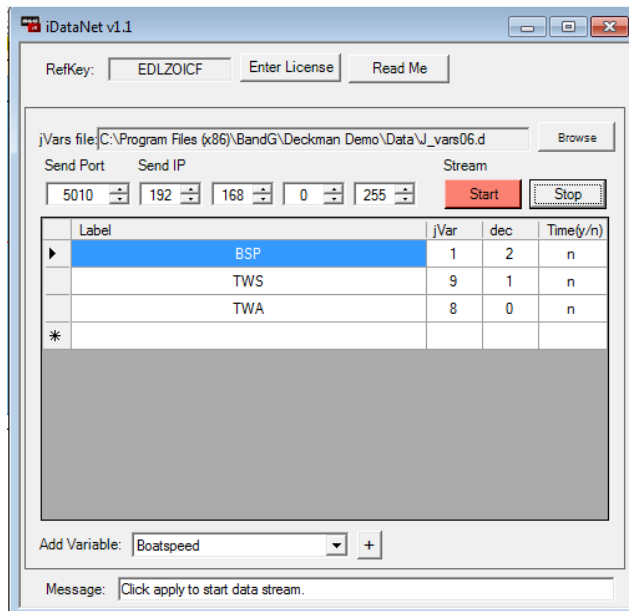 iDataNet v1.1
RefKey: EDLZOICF Enter License Read Me
jVars file: C:\Program Files (x86)\BandG\Deckman Demo\Data\J_vars06.d Browse
Send Port Send IP Stream
5010 192 168 0 255 Start Stop
Label jVar dec Time(y/n)
BSP 1 2 n
TWS 9 1 n
TWA 8 0 n
Add Variable: Boatspeed +
Message: Click apply to start data stream.